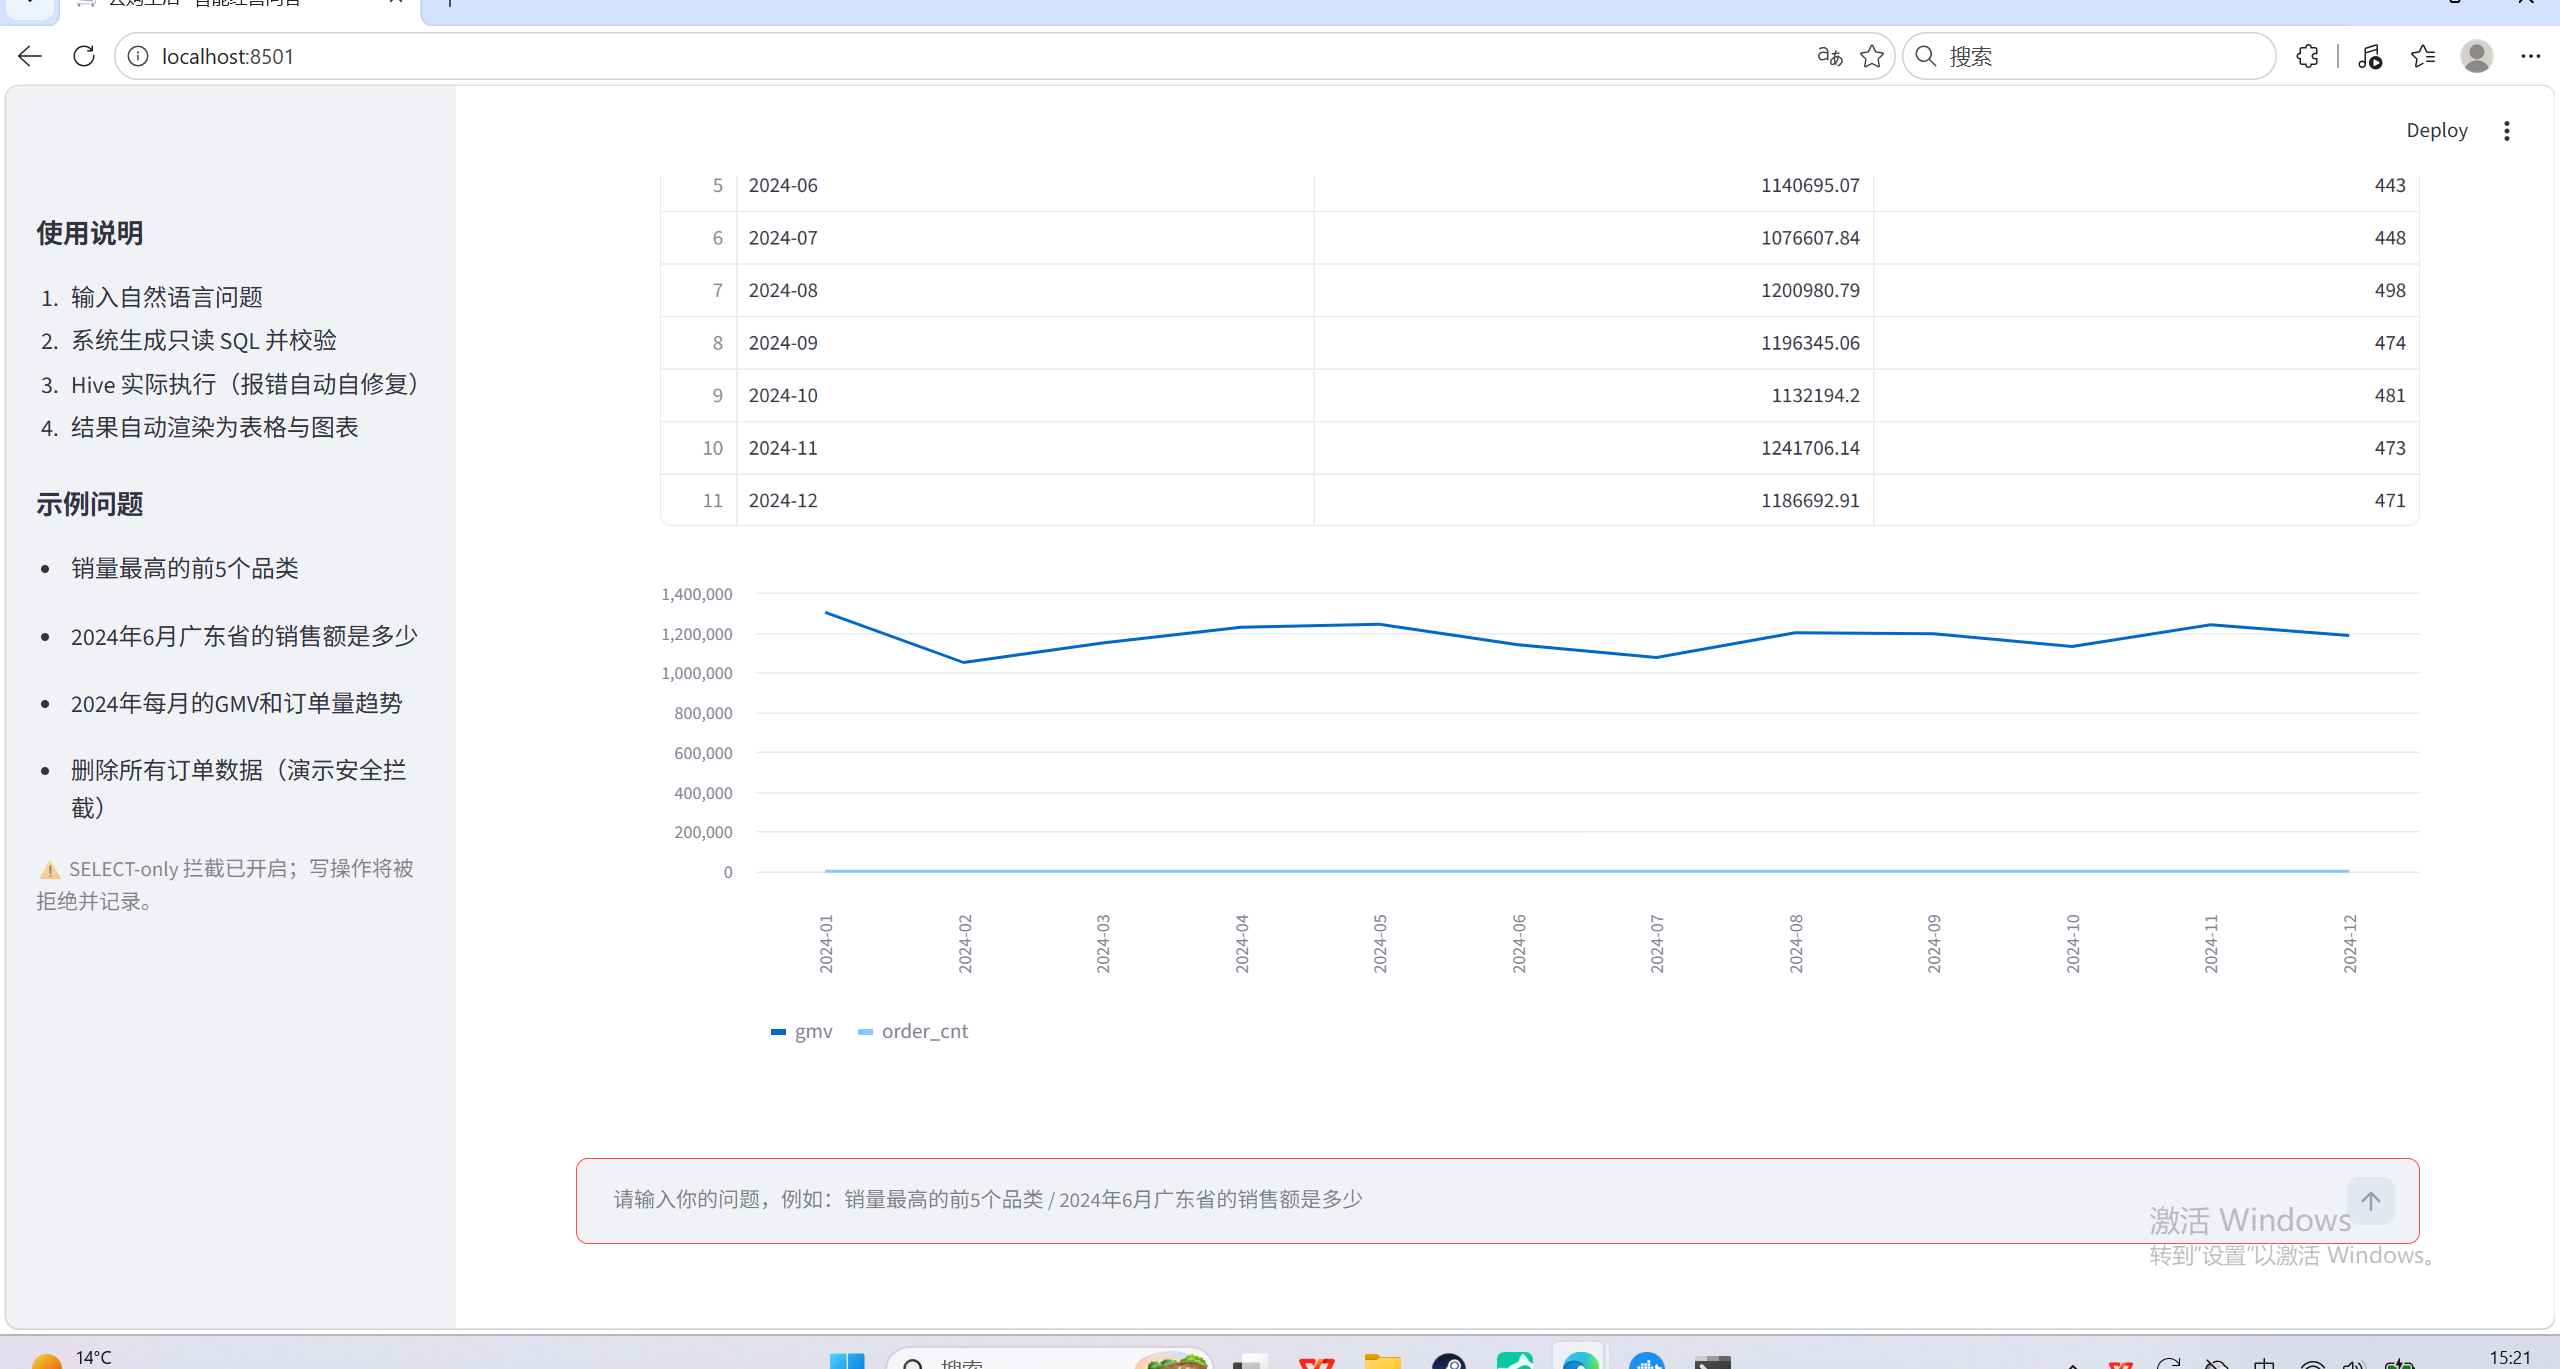 localhost:8501
搜索
Deploy
使用说明
1. 输入自然语言问题
2. 系统生成只读 SQL 并校验
3. Hive 实际执行（报错自动自修复）
4. 结果自动渲染为表格与图表
示例问题
• 销量最高的前5个品类
• 2024年6月广东省的销售额是多少
• 2024年每月的GMV和订单量趋势
• 删除所有订单数据（演示安全拦
截）
⚠ SELECT-only 拦截已开启；写操作将被
拒绝并记录。
5 2024-06 1140695.07 443
6 2024-07 1076607.84 448
7 2024-08 1200980.79 498
8 2024-09 1196345.06 474
9 2024-10 1132194.2 481
10 2024-11 1241706.14 473
11 2024-12 1186692.91 471
1,400,000
1,200,000
1,000,000
800,000
600,000
400,000
200,000
0
2024-01
2024-02
2024-03
2024-04
2024-05
2024-06
2024-07
2024-08
2024-09
2024-10
2024-11
2024-12
gmv order_cnt
请输入你的问题，例如：销量最高的前5个品类 / 2024年6月广东省的销售额是多少
激活 Windows
转到“设置”以激活 Windows。
14°C
搜索
中
15:21